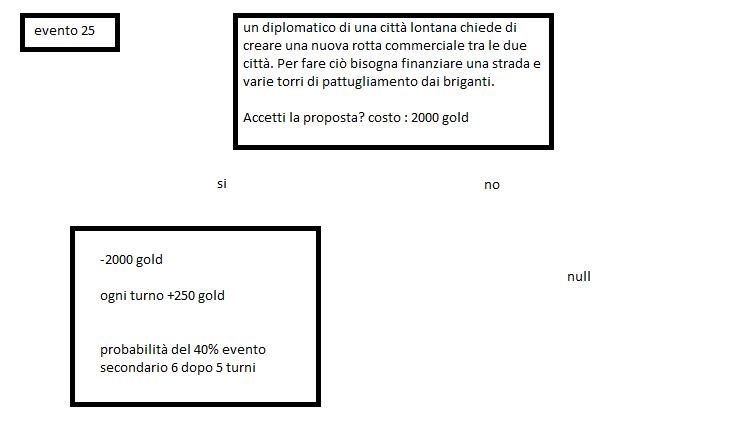 evento 25
un diplomatico di una città lontana chiede di
creare una nuova rotta commerciale tra le due
città. Per fare ciò bisogna finanziare una strada e
varie torri di pattugliamento dai briganti.
Accetti la proposta? costo : 2000 gold
si
no
-2000 gold
ogni turno +250 gold
probabilità del 40% evento
secondario 6 dopo 5 turni
null